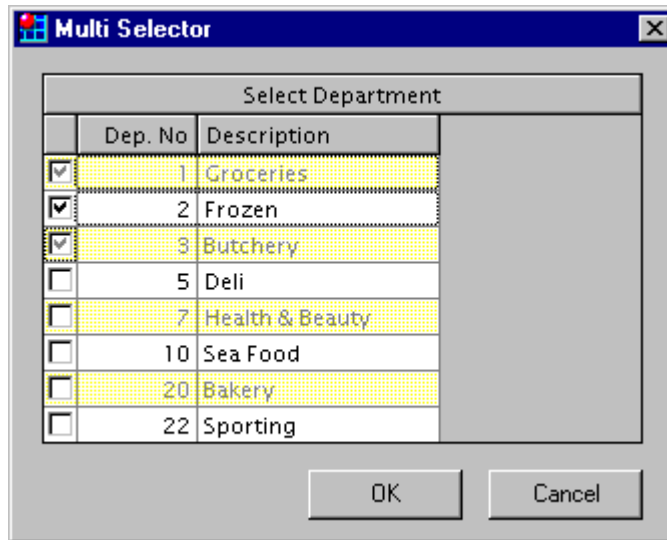 Multi Selector
Select Department
Dep. No Description
1 Groceries
2 Frozen
3 Butchery
5 Deli
7 Health & Beauty
10 Sea Food
20 Bakery
22 Sporting
OK Cancel